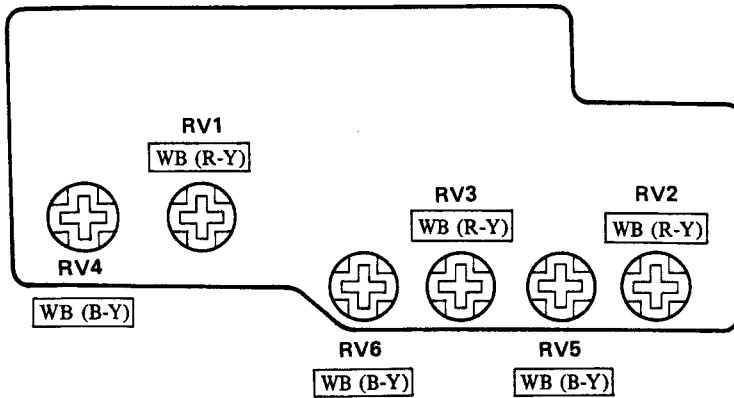 RV1
WB (R-Y)
RV3
WB (R-Y)
RV2
WB (R-Y)
RV4
WB (B-Y)
RV6
WB (B-Y)
RV5
WB (B-Y)